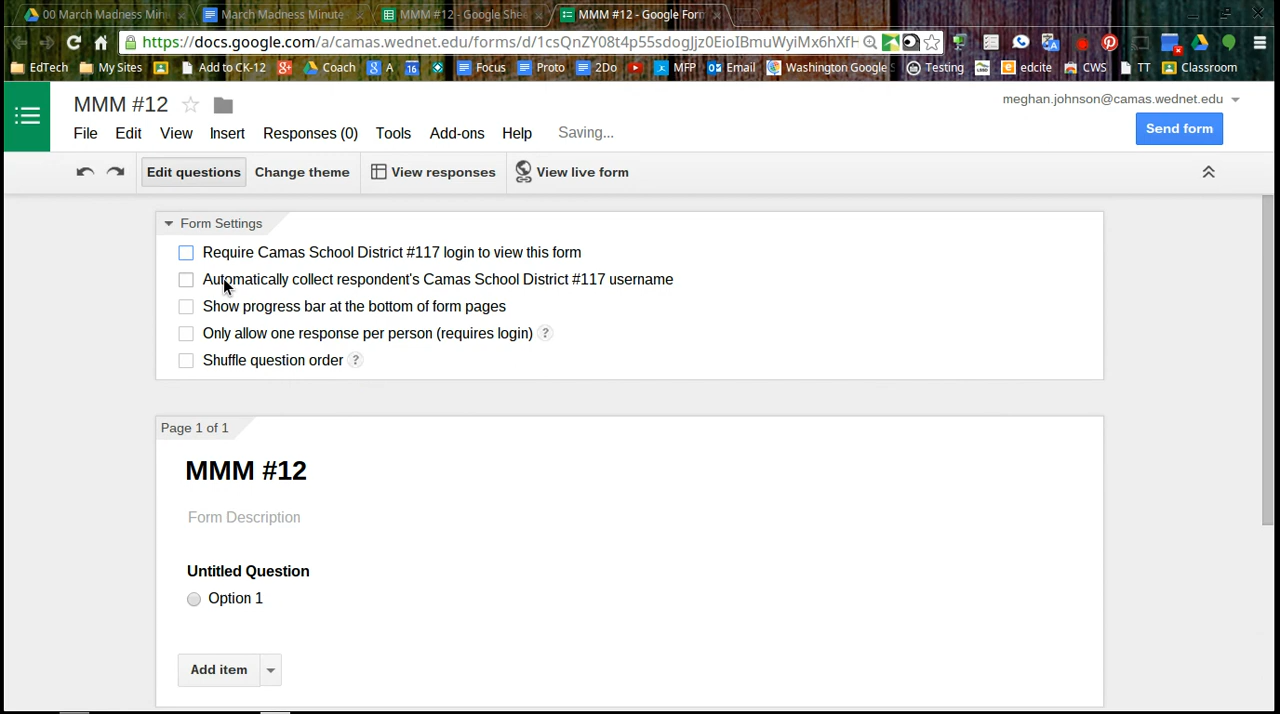 00 March Madness Min
March Madness Minute
MMM #12 - Google She
MMM #12 - Google For
https://docs.google.com/a/camas.wednet.edu/forms/d/1csQnZY08t4p55sdogJjz0EioIBmuWyiMx6hXfH
EdTech
My Sites
Add to CK-12
Coach
A
16
Focus
Proto
2Do
MFP
Email
Washington Google
Testing
edcite
CWS
TT
Classroom
MMM #12
meghan.johnson@camas.wednet.edu
File Edit View Insert Responses (0) Tools Add-ons Help Saving...
Send form
Edit questions Change theme View responses View live form
Form Settings
Require Camas School District #117 login to view this form
Automatically collect respondent's Camas School District #117 username
Show progress bar at the bottom of form pages
Only allow one response per person (requires login) ?
Shuffle question order ?
Page 1 of 1
MMM #12
Form Description
Untitled Question
Option 1
Add item